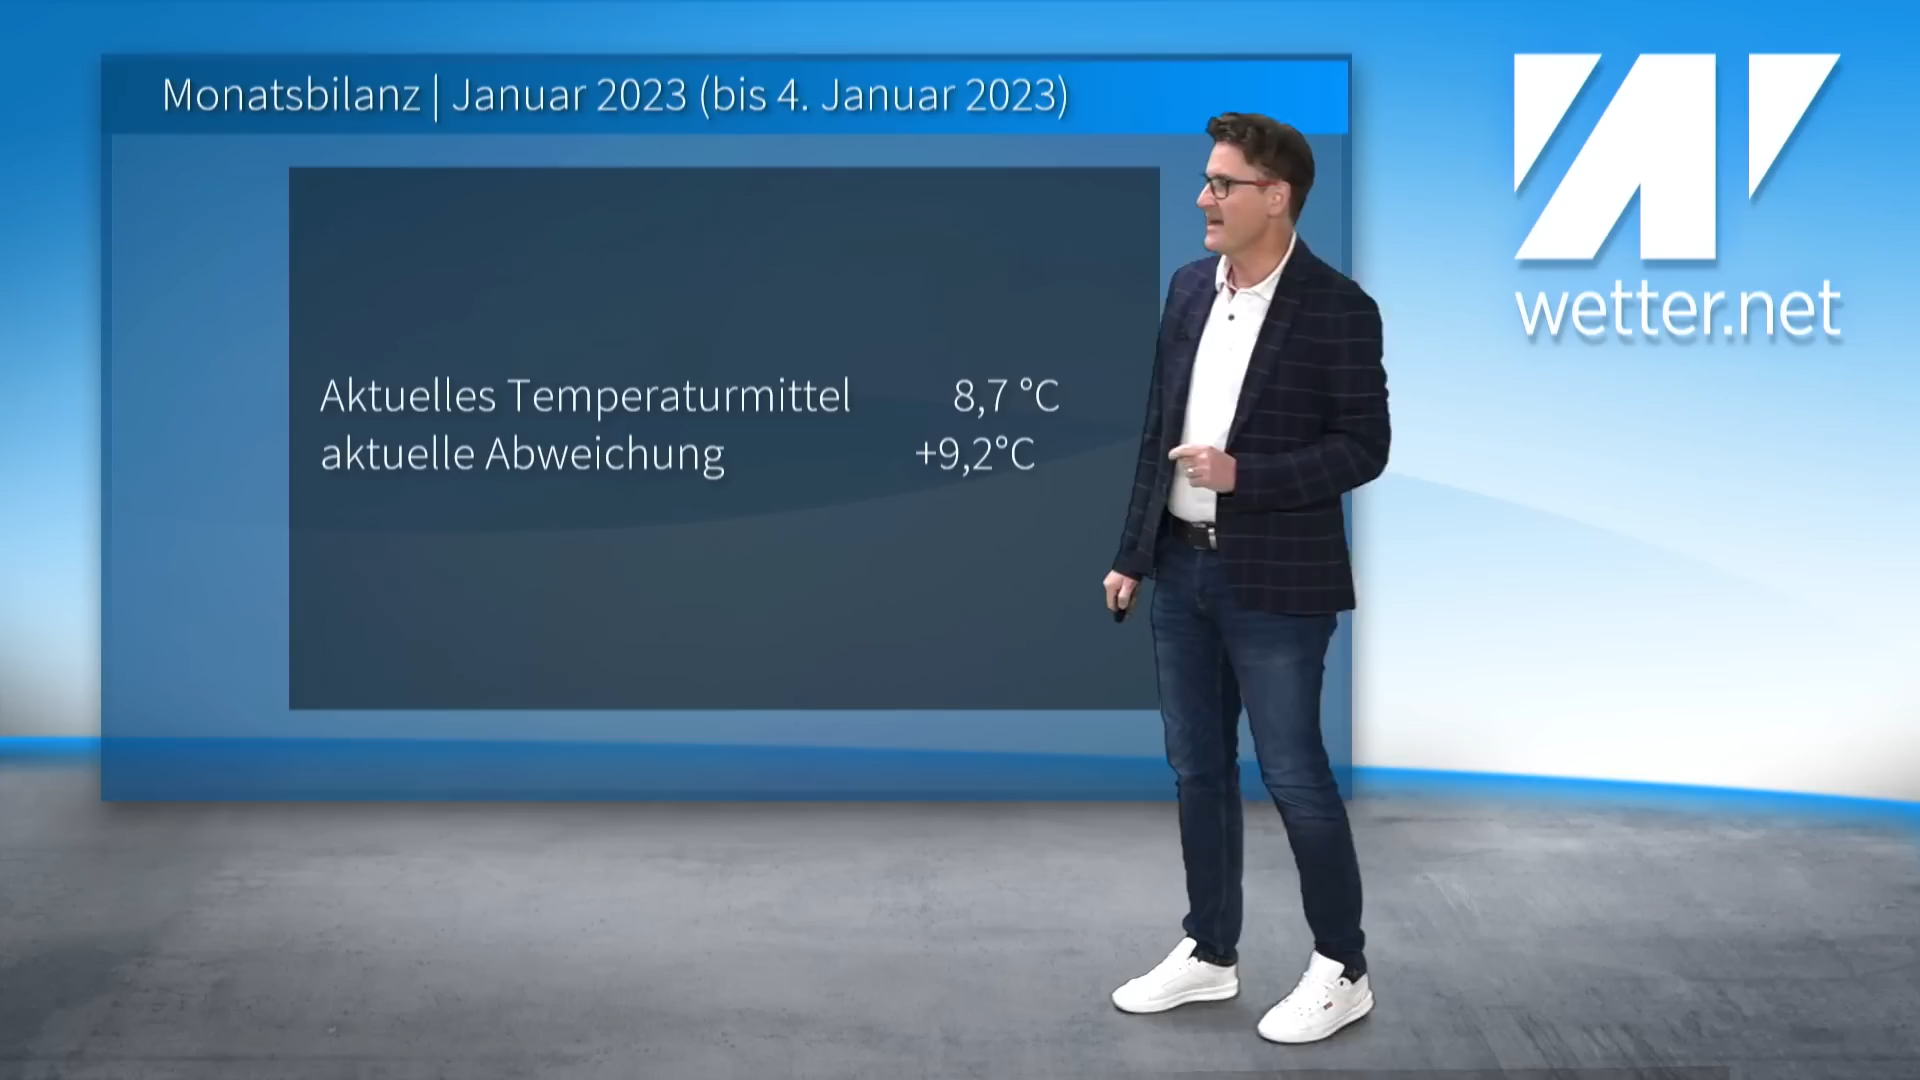 Monatsbilanz | Januar 2023 (bis 4. Januar 2023)
wetter.net
Aktuelles Temperaturmittel 8,7 °C
aktuelle Abweichung +9,2°C